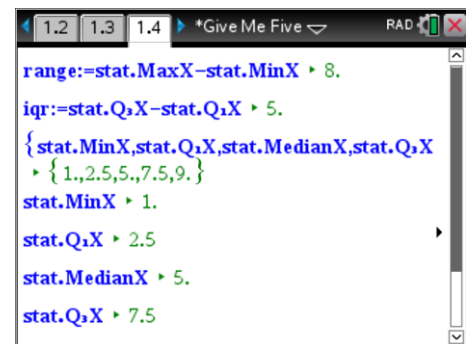 1.2 1.3 1.4 *Give Me Five RAD
range:=stat.MaxX−stat.MinX ▸ 8.
iqr:=stat.Q₃X−stat.Q₁X ▸ 5.
{stat.MinX,stat.Q₁X,stat.MedianX,stat.Q₃X
▸ {1.,2.5,5.,7.5,9.}
stat.MinX ▸ 1.
stat.Q₁X ▸ 2.5
stat.MedianX ▸ 5.
stat.Q₃X ▸ 7.5